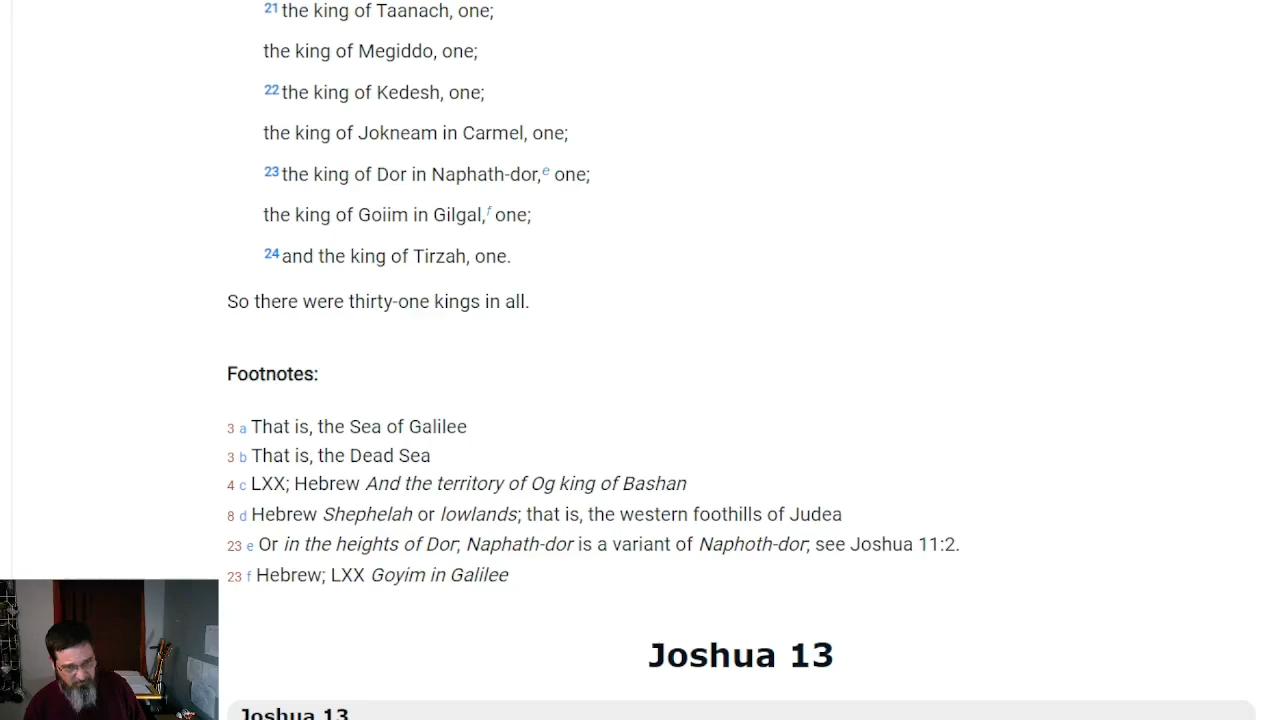 21 the king of Taanach, one;
the king of Megiddo, one;
22 the king of Kedesh, one;
the king of Jokneam in Carmel, one;
23 the king of Dor in Naphath-dor,e one;
the king of Goiim in Gilgal,f one;
24 and the king of Tirzah, one.
So there were thirty-one kings in all.
Footnotes:
3 a That is, the Sea of Galilee
3 b That is, the Dead Sea
4 c LXX; Hebrew And the territory of Og king of Bashan
8 d Hebrew Shephelah or lowlands; that is, the western foothills of Judea
23 e Or in the heights of Dor; Naphath-dor is a variant of Naphoth-dor; see Joshua 11:2.
23 f Hebrew; LXX Goyim in Galilee
Joshua 13
Joshua 13